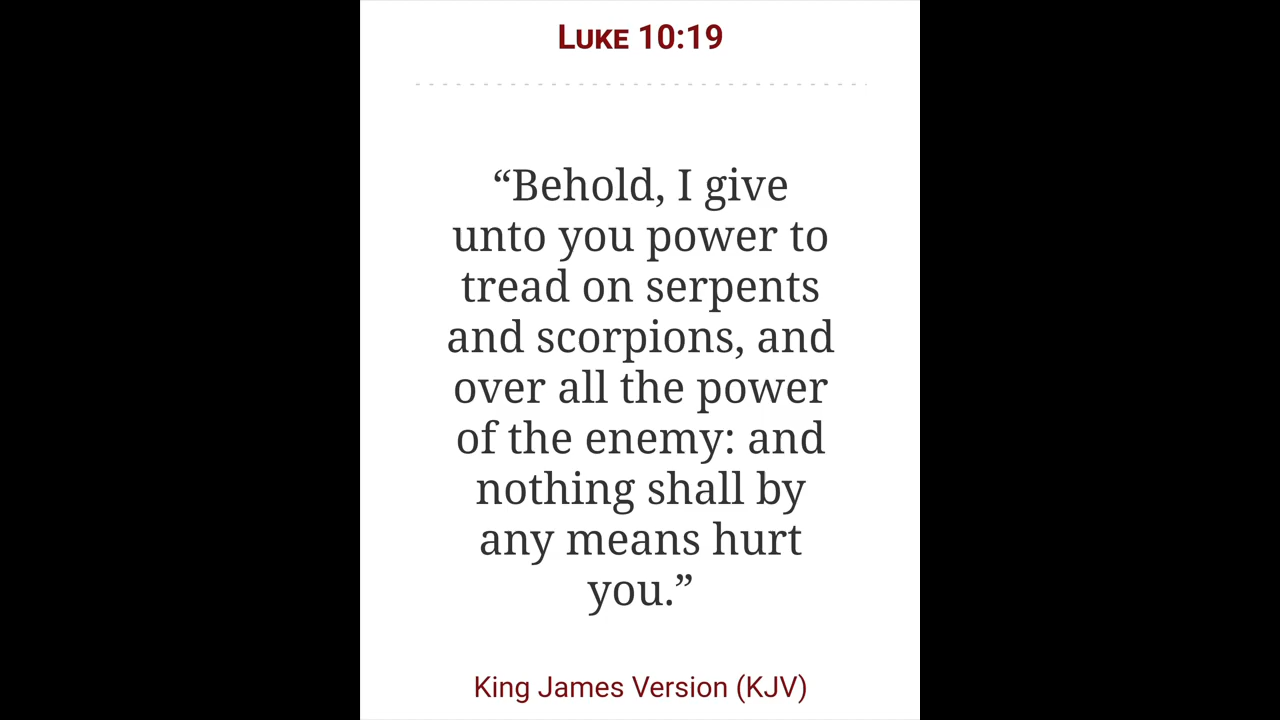 Luke 10:19
“Behold, I give
unto you power to
tread on serpents
and scorpions, and
over all the power
of the enemy: and
nothing shall by
any means hurt
you.”
King James Version (KJV)